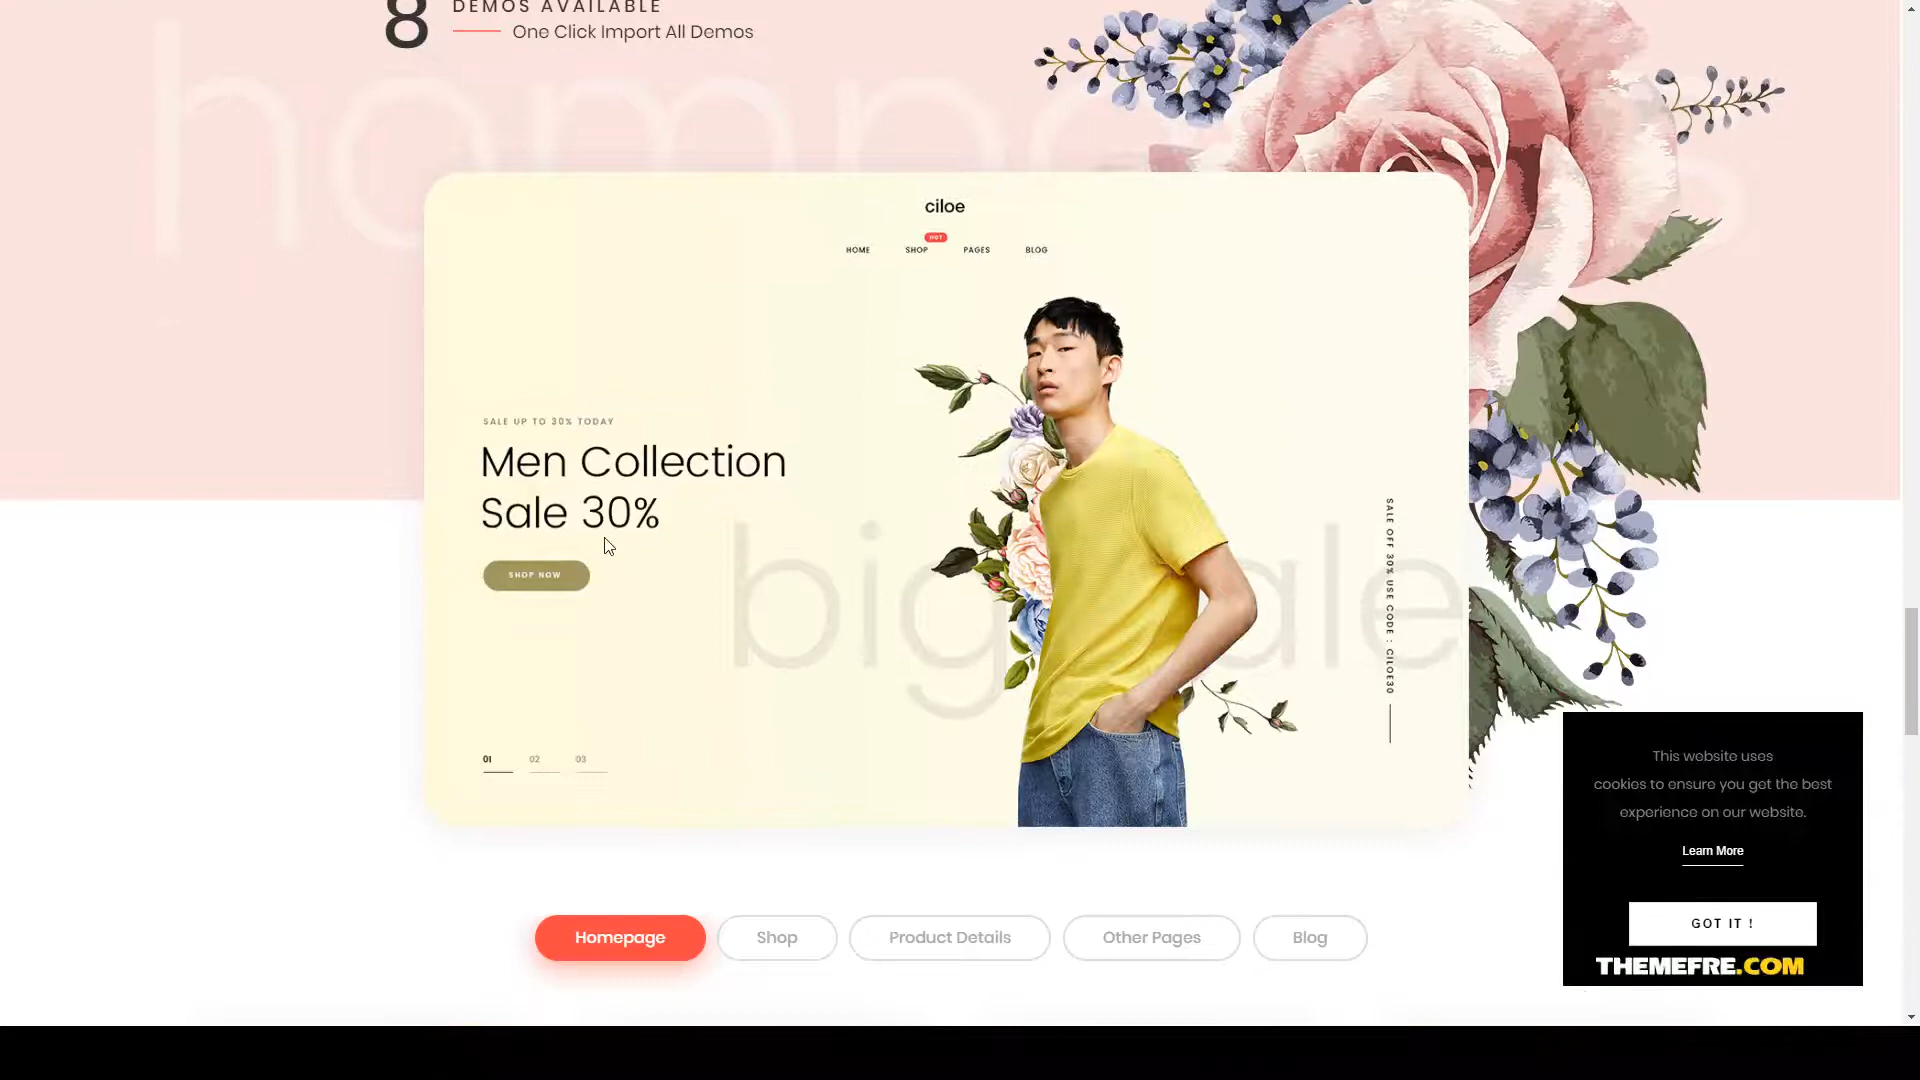 8
DEMOS AVAILABLE
One Click Import All Demos
ciloe
HOT
HOME
SHOP
PAGES
BLOG
SALE UP TO 30% TODAY
Men Collection
Sale 30%
SHOP NOW
01
02
03
SALE OFF 30% USE CODE : CILOE30
Homepage
Shop
Product Details
Other Pages
Blog
This website uses
cookies to ensure you get the best
experience on our website.
Learn More
GOT IT !
THEMEFRE.COM